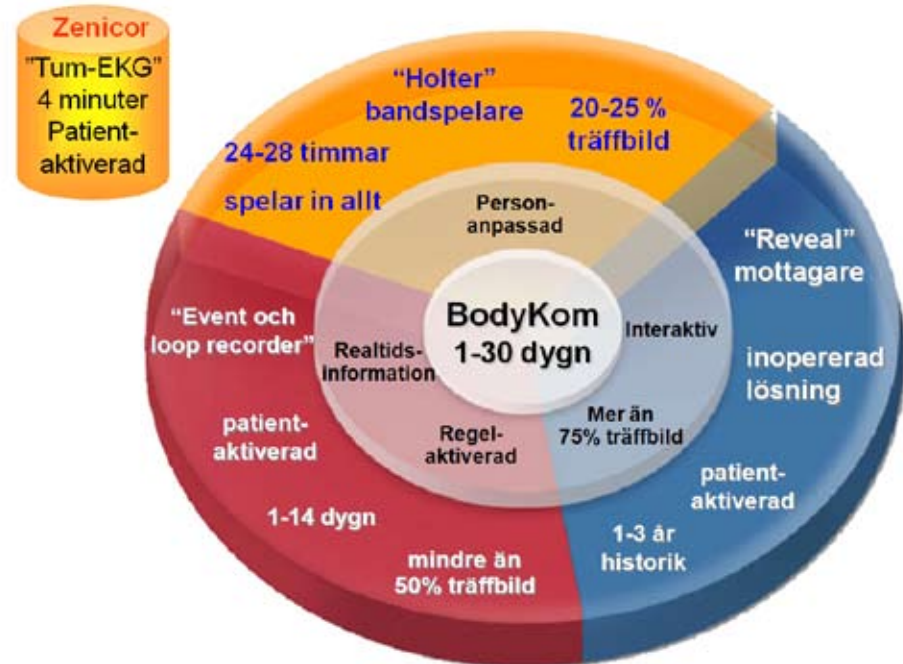 Zenicor
"Tum-EKG"
4 minuter
Patient-
aktiverad
"Holter"
bandspelare
20-25 %
träffbild
24-28 timmar
spelar in allt
Person-
anpassad
"Reveal"
mottagare
inopererad
lösning
patient-
aktiverad
1-3 år
historik
"Event och
loop recorder"
patient-
aktiverad
1-14 dygn
mindre än
50% träffbild
BodyKom
1-30 dygn
Interaktiv
Mer än
75% träffbild
Regel-
aktiverad
Realtids-
information